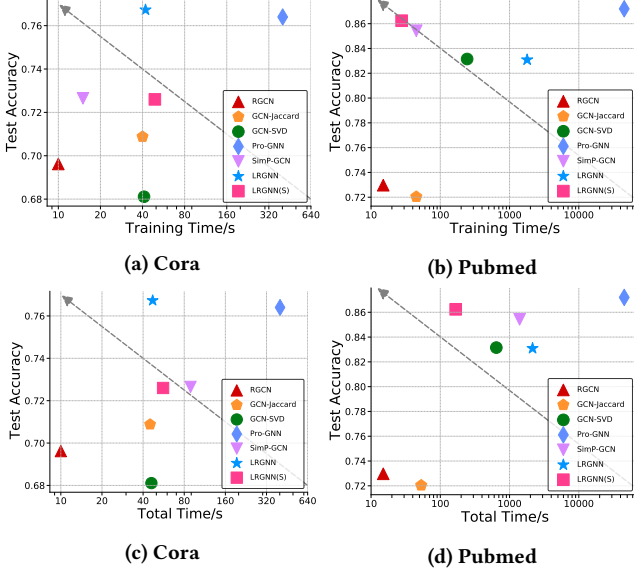 0.76
0.74
0.72
0.70
0.68
Test Accuracy
10
20
40
80
160
320
640
Training Time/s
RGCN
GCN-Jaccard
GCN-SVD
Pro-GNN
SimP-GCN
LRGNN
LRGNN(S)
(a) Cora
0.86
0.84
0.82
0.80
0.78
0.76
0.74
0.72
Test Accuracy
10
100
1000
10000
Training Time/s
RGCN
GCN-Jaccard
GCN-SVD
Pro-GNN
SimP-GCN
LRGNN
LRGNN(S)
(b) Pubmed
0.76
0.74
0.72
0.70
0.68
Test Accuracy
10
20
40
80
160
320
640
Total Time/s
RGCN
GCN-Jaccard
GCN-SVD
Pro-GNN
SimP-GCN
LRGNN
LRGNN(S)
(c) Cora
0.86
0.84
0.82
0.80
0.78
0.76
0.74
0.72
Test Accuracy
10
100
1000
10000
Total Time/s
RGCN
GCN-Jaccard
GCN-SVD
Pro-GNN
SimP-GCN
LRGNN
LRGNN(S)
(d) Pubmed